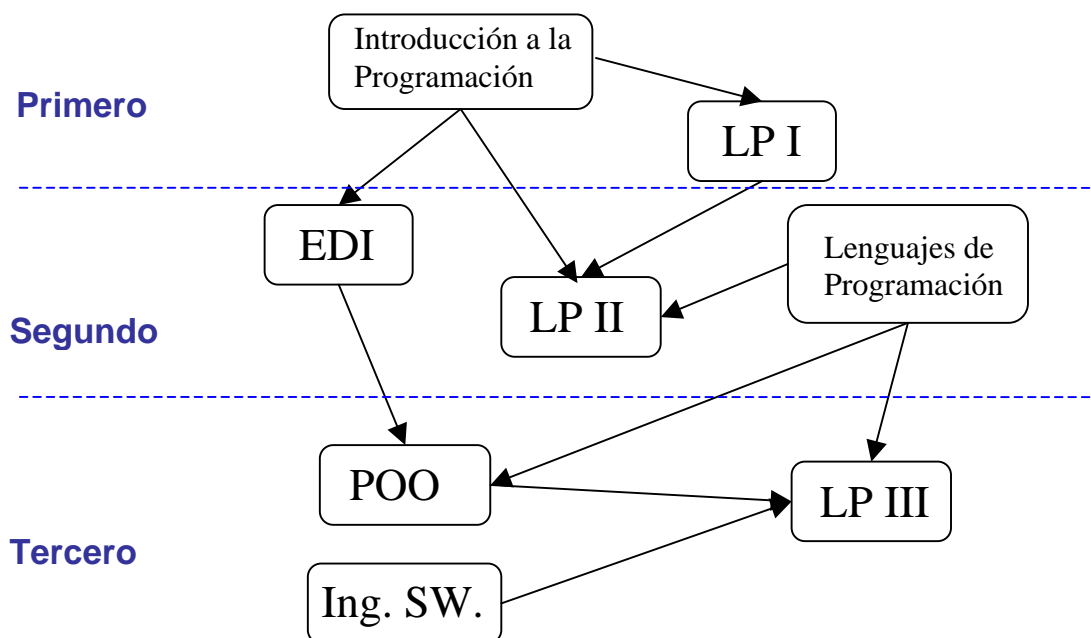 Introducción a la
Programación
Primero
LP I
EDI
Lenguajes de
Programación
LP II
Segundo
POO
LP III
Tercero
Ing. SW.